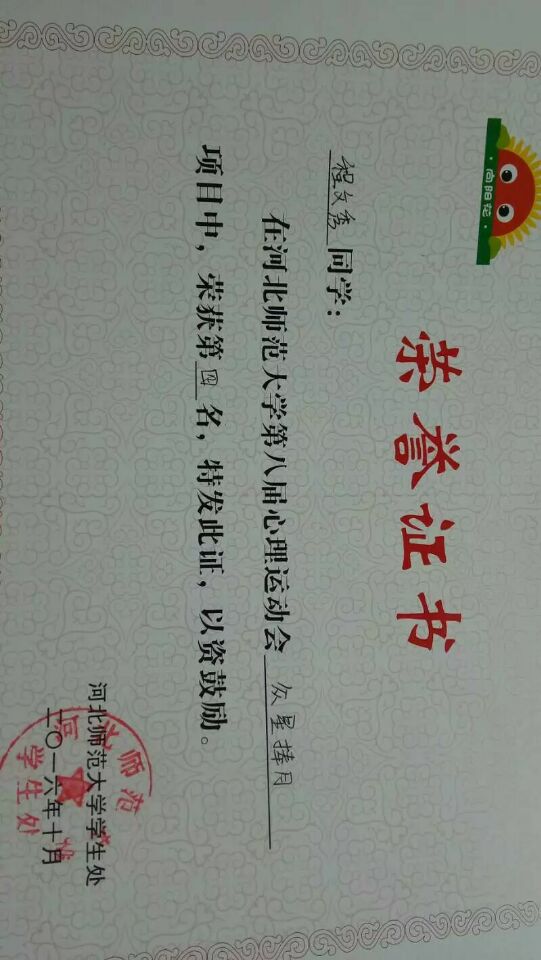 ·向阳花·
荣誉证书
程文秀同学：
在河北师范大学第八届心理运动会 众星捧月
项目中，荣获第四名，特发此证，以资鼓励。
河北师范大学
河北师范大学学生处
二〇一六年十月
学生处